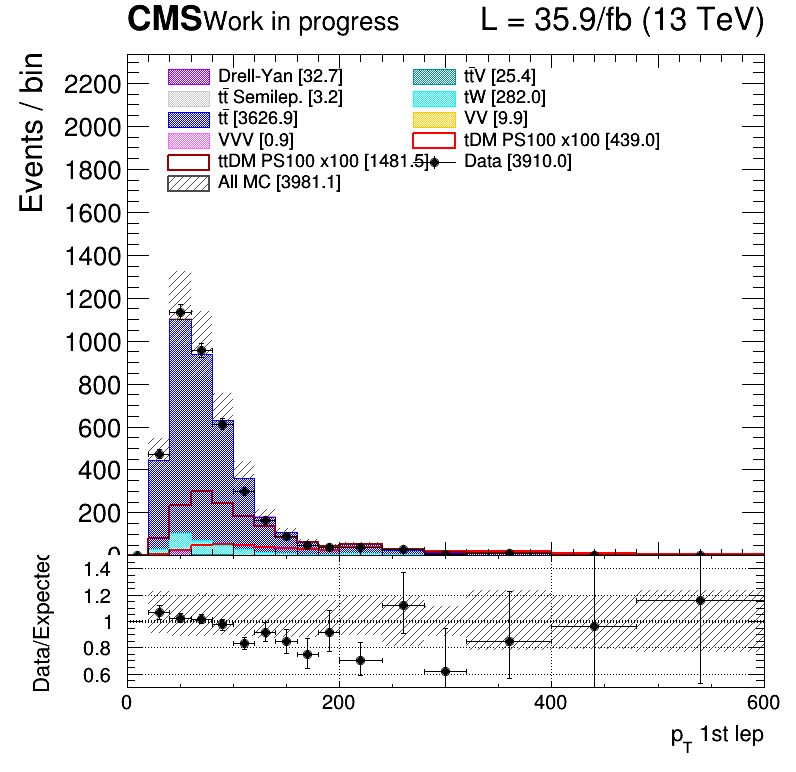 CMS Work in progress L = 35.9/fb (13 TeV)
Events / bin
2200
2000
1800
1600
1400
1200
1000
800
600
400
200
0
Drell-Yan [32.7] tt̄V [25.4]
tt̄ Semilep. [3.2] tW [282.0]
tt̄ [3626.9] VV [9.9]
VVV [0.9] tDM PS100 x100 [439.0]
ttDM PS100 x100 [1481.5] Data [3910.0]
All MC [3981.1]
Data/Expected
1.4
1.2
1
0.8
0.6
0 200 400 600
p_T 1st lep